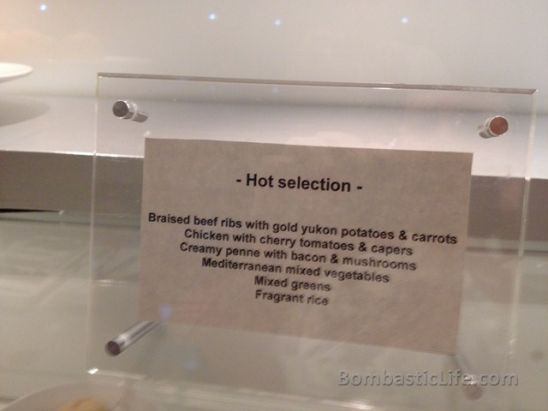 - Hot selection -
Braised beef ribs with gold yukon potatoes & carrots
Chicken with cherry tomatoes & capers
Creamy penne with bacon & mushrooms
Mediterranean mixed vegetables
Mixed greens
Fragrant rice
BombasticLife.com